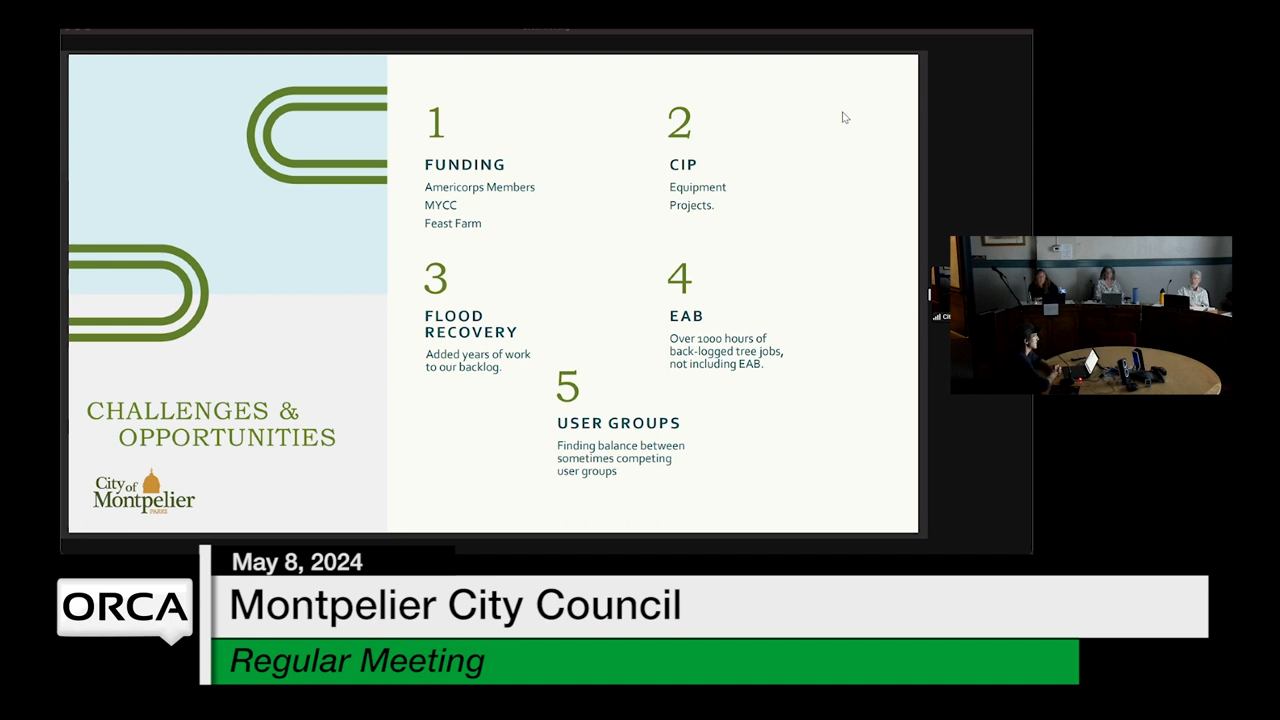 1
FUNDING
Americorps Members
MYCC
Feast Farm
2
CIP
Equipment
Projects.
3
FLOOD
RECOVERY
Added years of work
to our backlog.
4
EAB
Over 1000 hours of
back-logged tree jobs,
not including EAB.
5
USER GROUPS
Finding balance between
sometimes competing
user groups
CHALLENGES &
OPPORTUNITIES
City of
Montpelier
PARKS
May 8, 2024
ORCA
Montpelier City Council
Regular Meeting